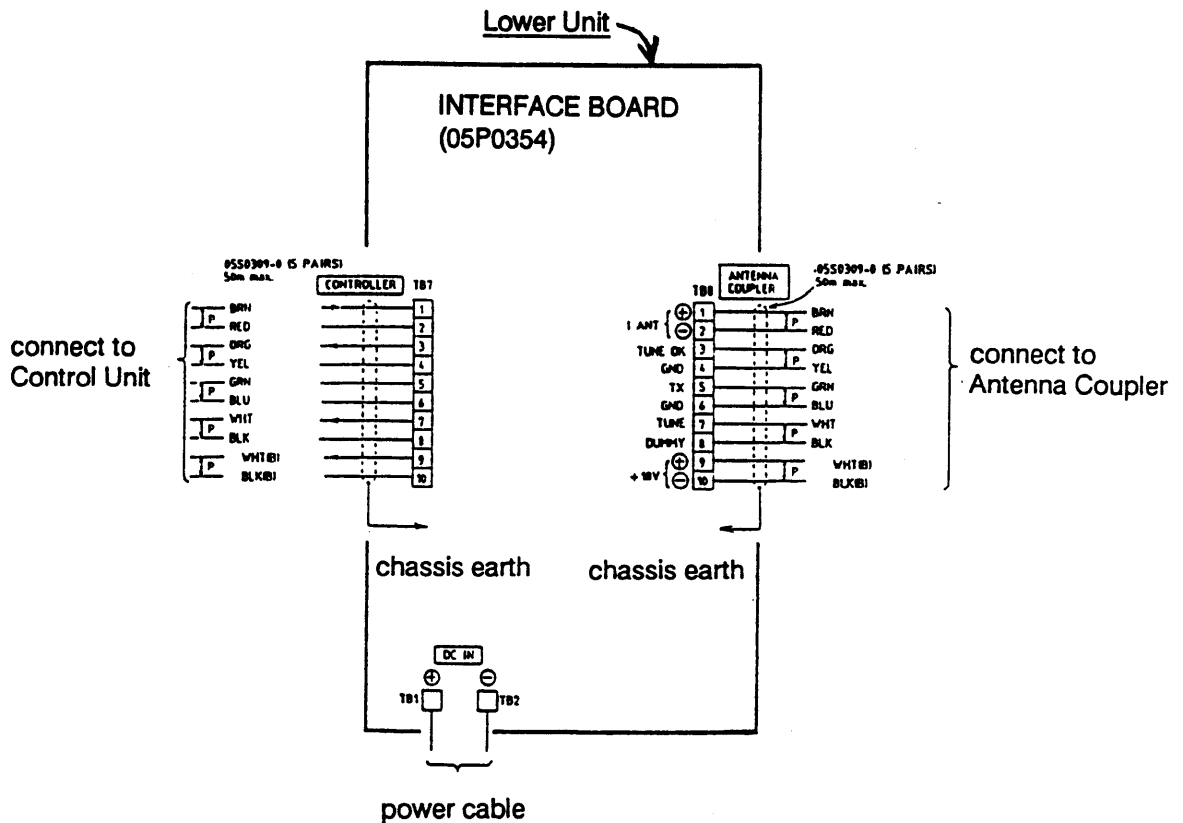 Lower Unit
INTERFACE BOARD
(05P0354)
05S0309-0 (5 PAIRS)
50m max.
CONTROLLER TB7
BRN 1
P
RED 2
ORG 3
P
YEL 4
GRN 5
P
BLU 6
WHT 7
P
BLK 8
WHT(B) 9
P
BLK(B) 10
connect to
Control Unit
ANTENNA
COUPLER
TB8
.05S0309-0 (5 PAIRS)
50m max.
I ANT
⊕ 1 BRN
P
⊖ 2 RED
TUNE OK 3 ORG
P
GND 4 YEL
TX 5 GRN
P
GND 6 BLU
TUNE 7 WHT
P
DUMMY 8 BLK
⊕ 9 WHT(B)
P
⊖ 10 BLK(B)
connect to
Antenna Coupler
chassis earth
chassis earth
DC IN
⊕ ⊖
TB1 TB2
power cable